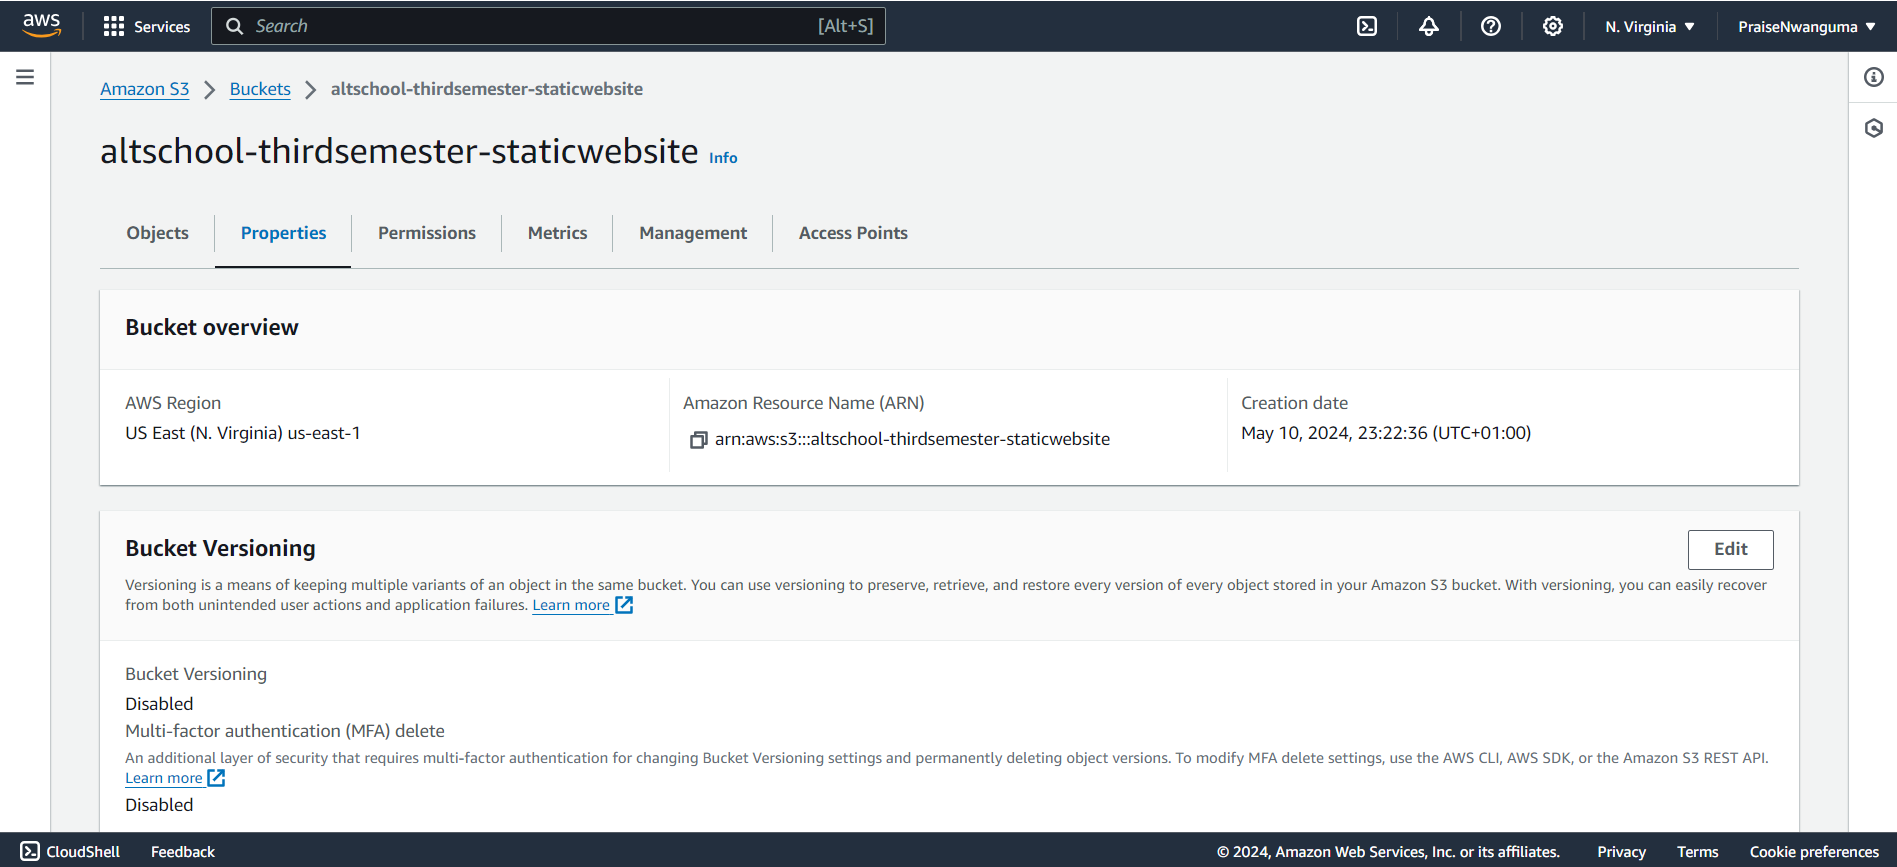 aws Services Search [Alt+S] N. Virginia PraiseNwanguma
Amazon S3 Buckets altschool-thirdsemester-staticwebsite
altschool-thirdsemester-staticwebsite Info
Objects Properties Permissions Metrics Management Access Points
Bucket overview
AWS Region Amazon Resource Name (ARN) Creation date
US East (N. Virginia) us-east-1 arn:aws:s3:::altschool-thirdsemester-staticwebsite May 10, 2024, 23:22:36 (UTC+01:00)
Bucket Versioning Edit
Versioning is a means of keeping multiple variants of an object in the same bucket. You can use versioning to preserve, retrieve, and restore every version of every object stored in your Amazon S3 bucket. With versioning, you can easily recover
from both unintended user actions and application failures. Learn more
Bucket Versioning
Disabled
Multi-factor authentication (MFA) delete
An additional layer of security that requires multi-factor authentication for changing Bucket Versioning settings and permanently deleting object versions. To modify MFA delete settings, use the AWS CLI, AWS SDK, or the Amazon S3 REST API.
Learn more
Disabled
CloudShell Feedback © 2024, Amazon Web Services, Inc. or its affiliates. Privacy Terms Cookie preferences